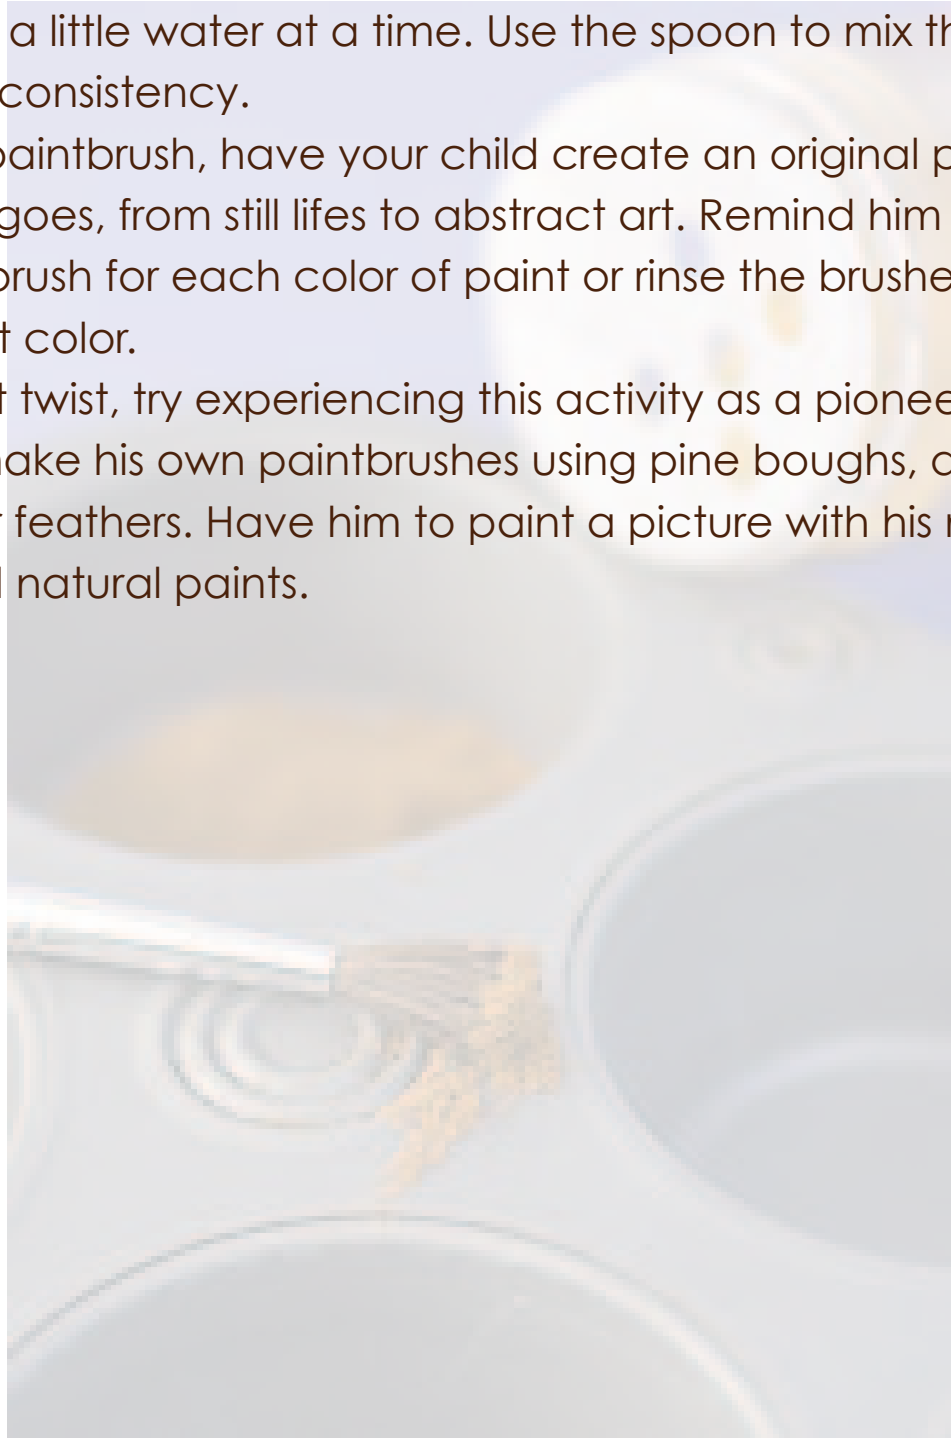 a little water at a time. Use the spoon to mix th
consistency.
paintbrush, have your child create an original p
goes, from still lifes to abstract art. Remind him
brush for each color of paint or rinse the brushe
t color.
t twist, try experiencing this activity as a pionee
make his own paintbrushes using pine boughs,
feathers. Have him to paint a picture with his
natural paints.